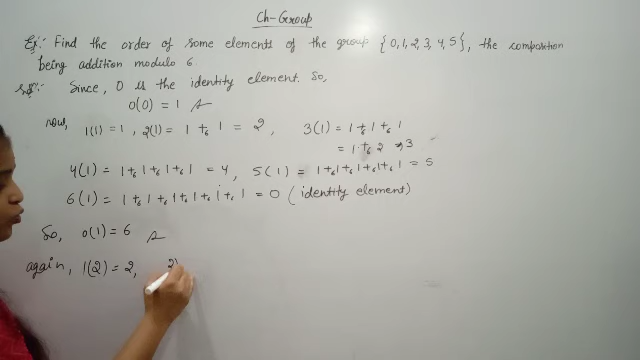 Ch-Group
Ex:- Find the order of some elements of the group {0,1,2,3,4,5}, the composition
being addition modulo 6.
Since, 0 is the identity element. So,
0(0) = 1
now, 1(1) = 1, 2(1) = 1 +₆ 1 = 2, 3(1) = 1 +₆ 1 +₆ 1
= 1 +₆ 2 = 3
4(1) = 1 +₆ 1 +₆ 1 +₆ 1 = 4, 5(1) = 1 +₆ 1 +₆ 1 +₆ 1 +₆ 1 = 5
6(1) = 1 +₆ 1 +₆ 1 +₆ 1 +₆ 1 +₆ 1 = 0 (identity element)
So, 0(1) = 6
again, 1(2) = 2, 2